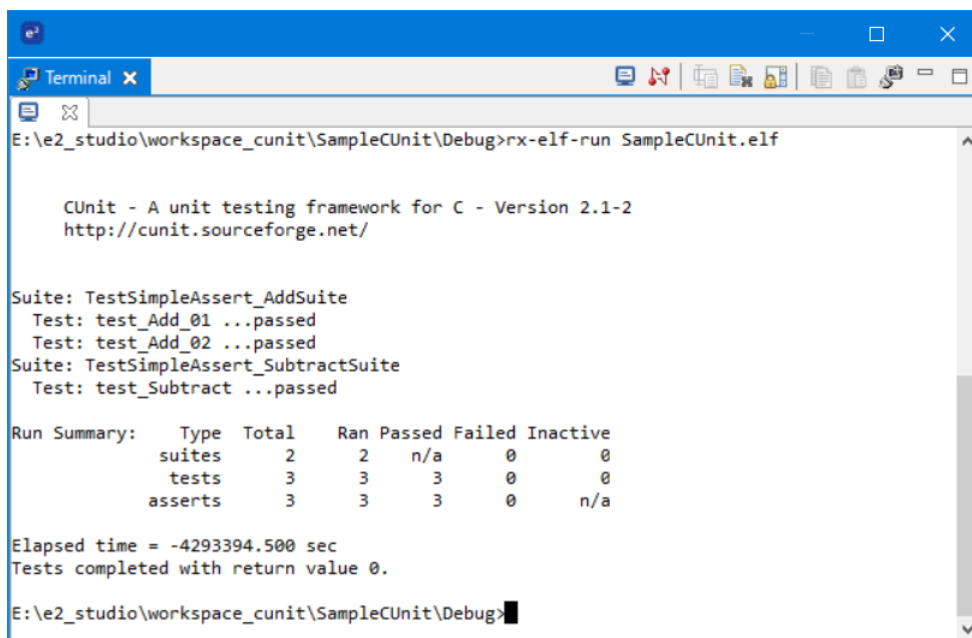 e²
Terminal
E:\e2_studio\workspace_cunit\SampleCUnit\Debug>rx-elf-run SampleCUnit.elf
CUnit - A unit testing framework for C - Version 2.1-2
http://cunit.sourceforge.net/
Suite: TestSimpleAssert_AddSuite
Test: test_Add_01 ...passed
Test: test_Add_02 ...passed
Suite: TestSimpleAssert_SubtractSuite
Test: test_Subtract ...passed
Run Summary: Type Total Ran Passed Failed Inactive
suites 2 2 n/a 0 0
tests 3 3 3 0 0
asserts 3 3 3 0 n/a
Elapsed time = -4293394.500 sec
Tests completed with return value 0.
E:\e2_studio\workspace_cunit\SampleCUnit\Debug>